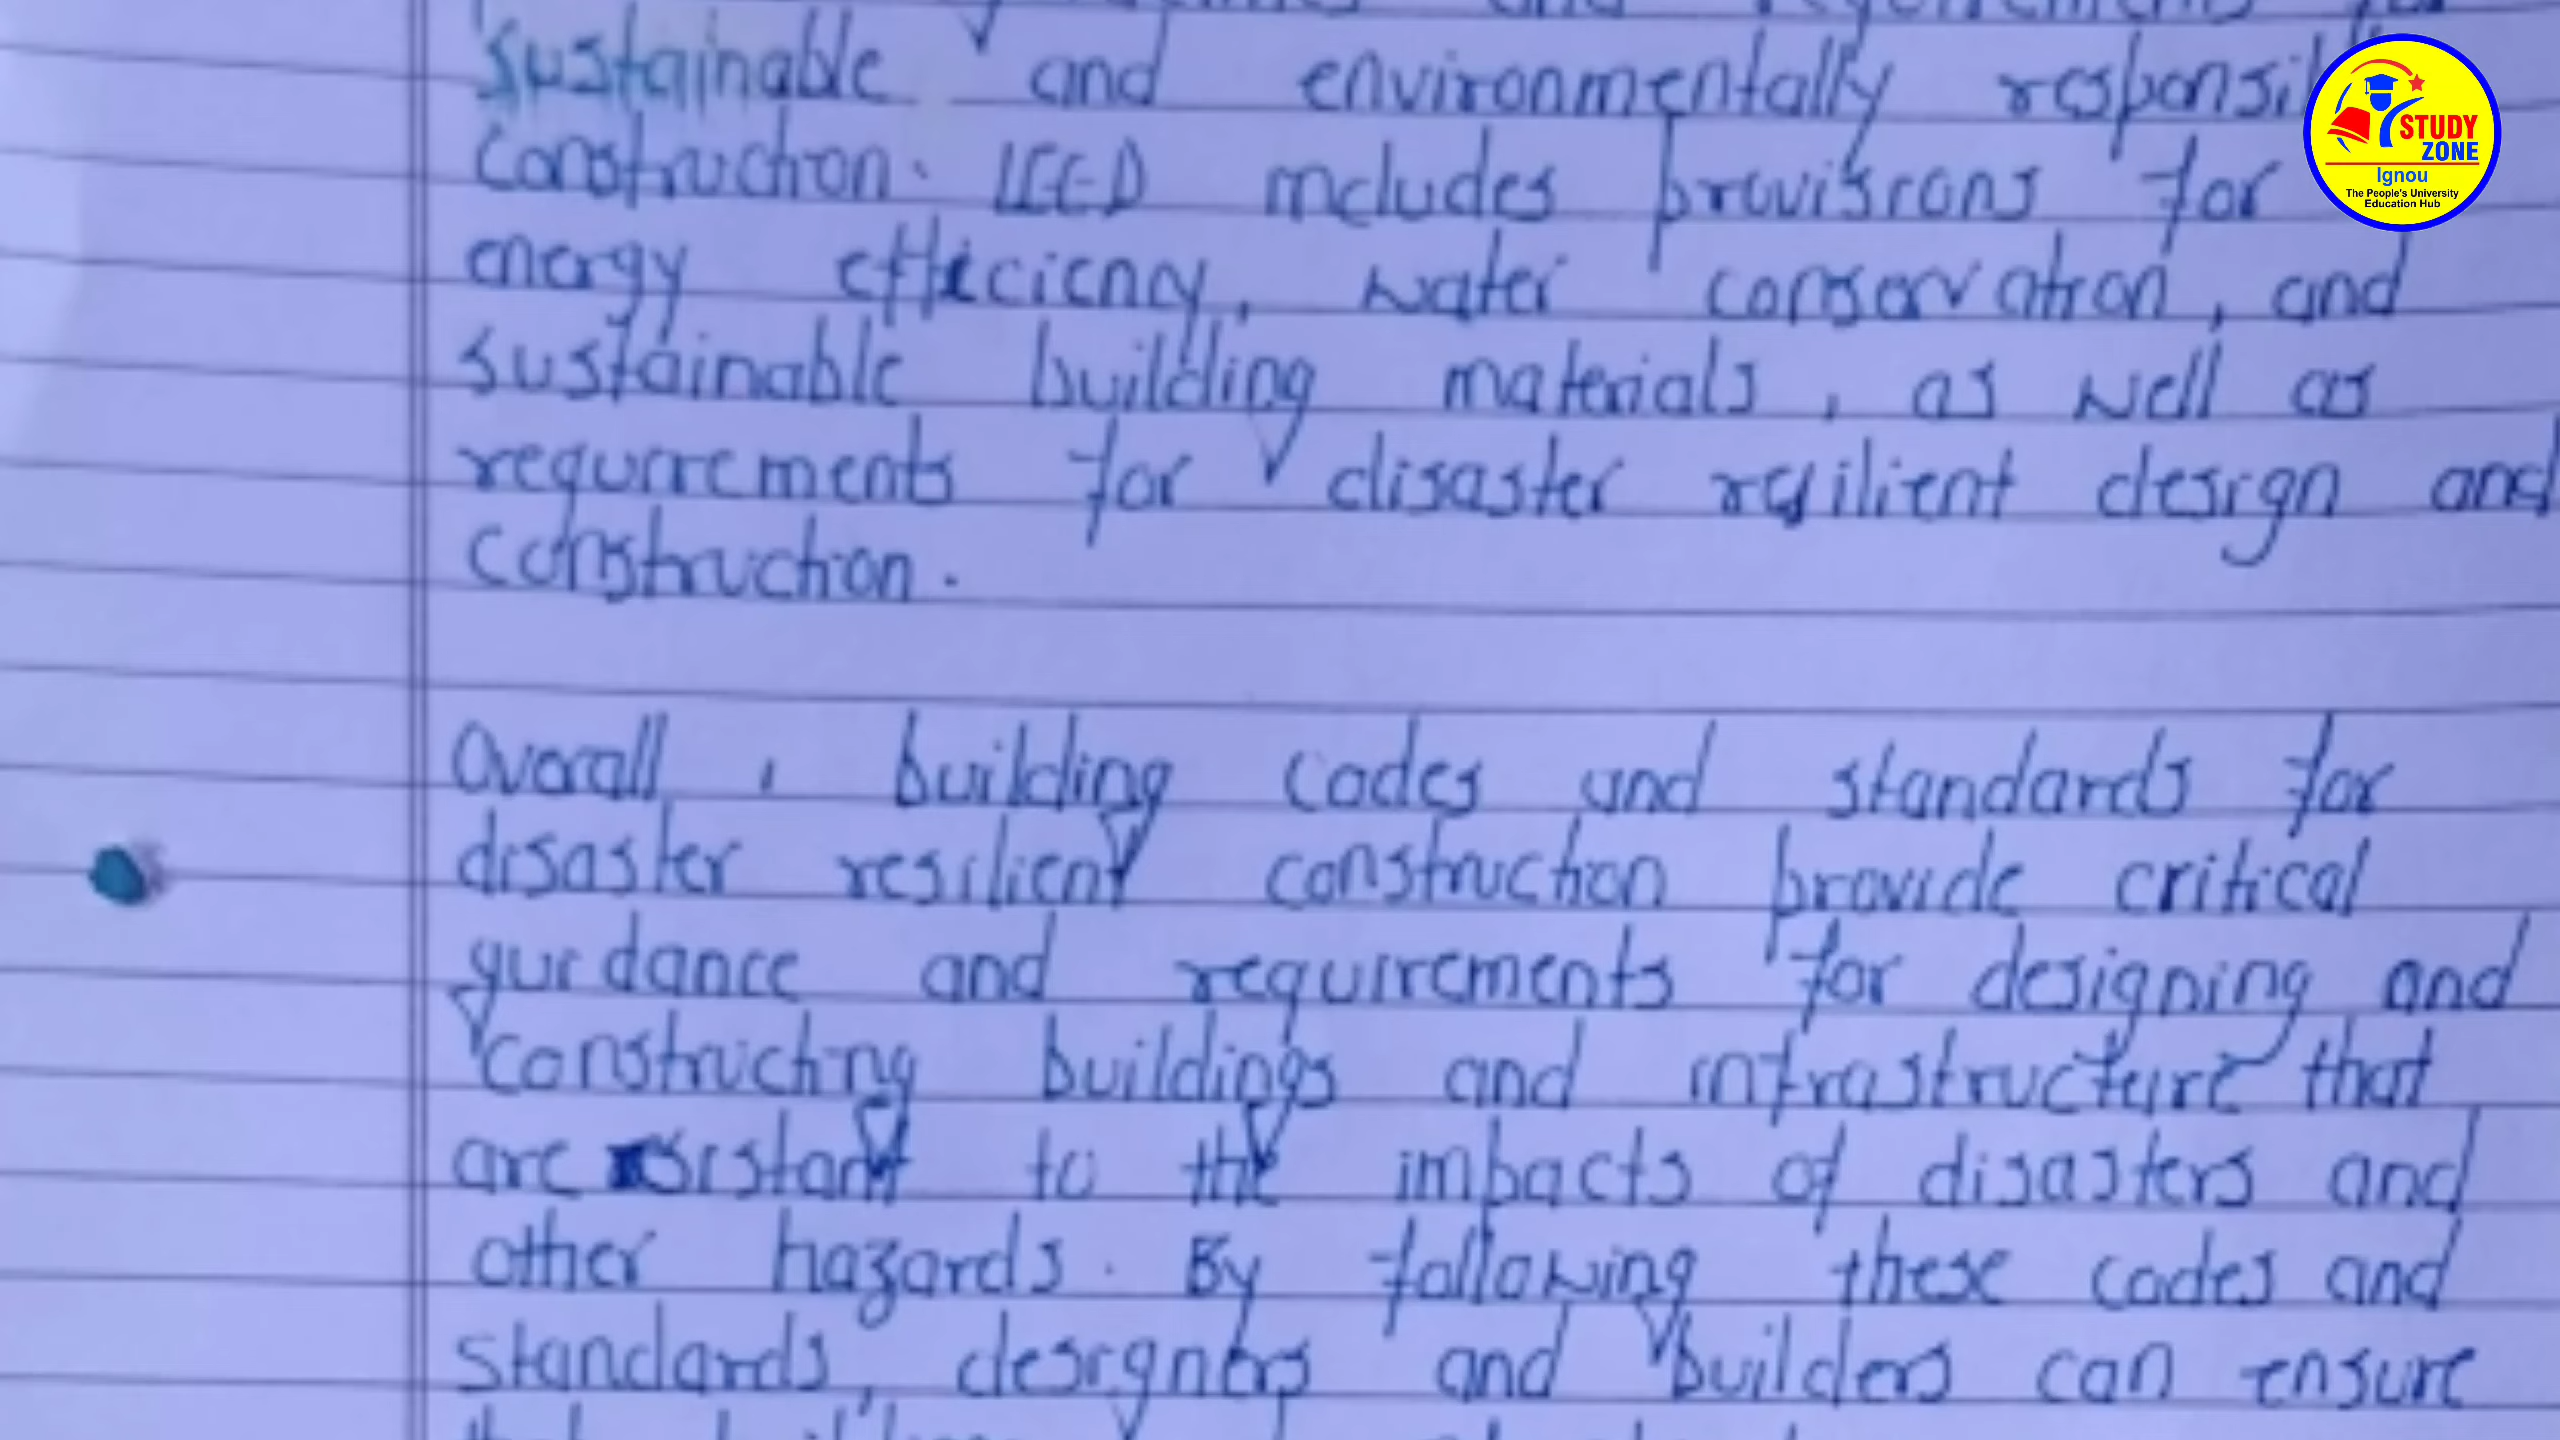 and requirements for
sustainable and environmentally
construction. LEED includes provisions for
energy efficiency, water conservation, and
sustainable building materials, as well as
requirements for disaster resilient design and
construction.
Overall, building codes and standards for
disaster resilient construction provide critical
guidance and requirements for designing and
constructing buildings and infrastructure that
are resistant to the impacts of disasters and
other hazards. By following these codes and
standards, designers and builders can ensure
STUDY
ZONE
Ignou
The People's University
Education Hub